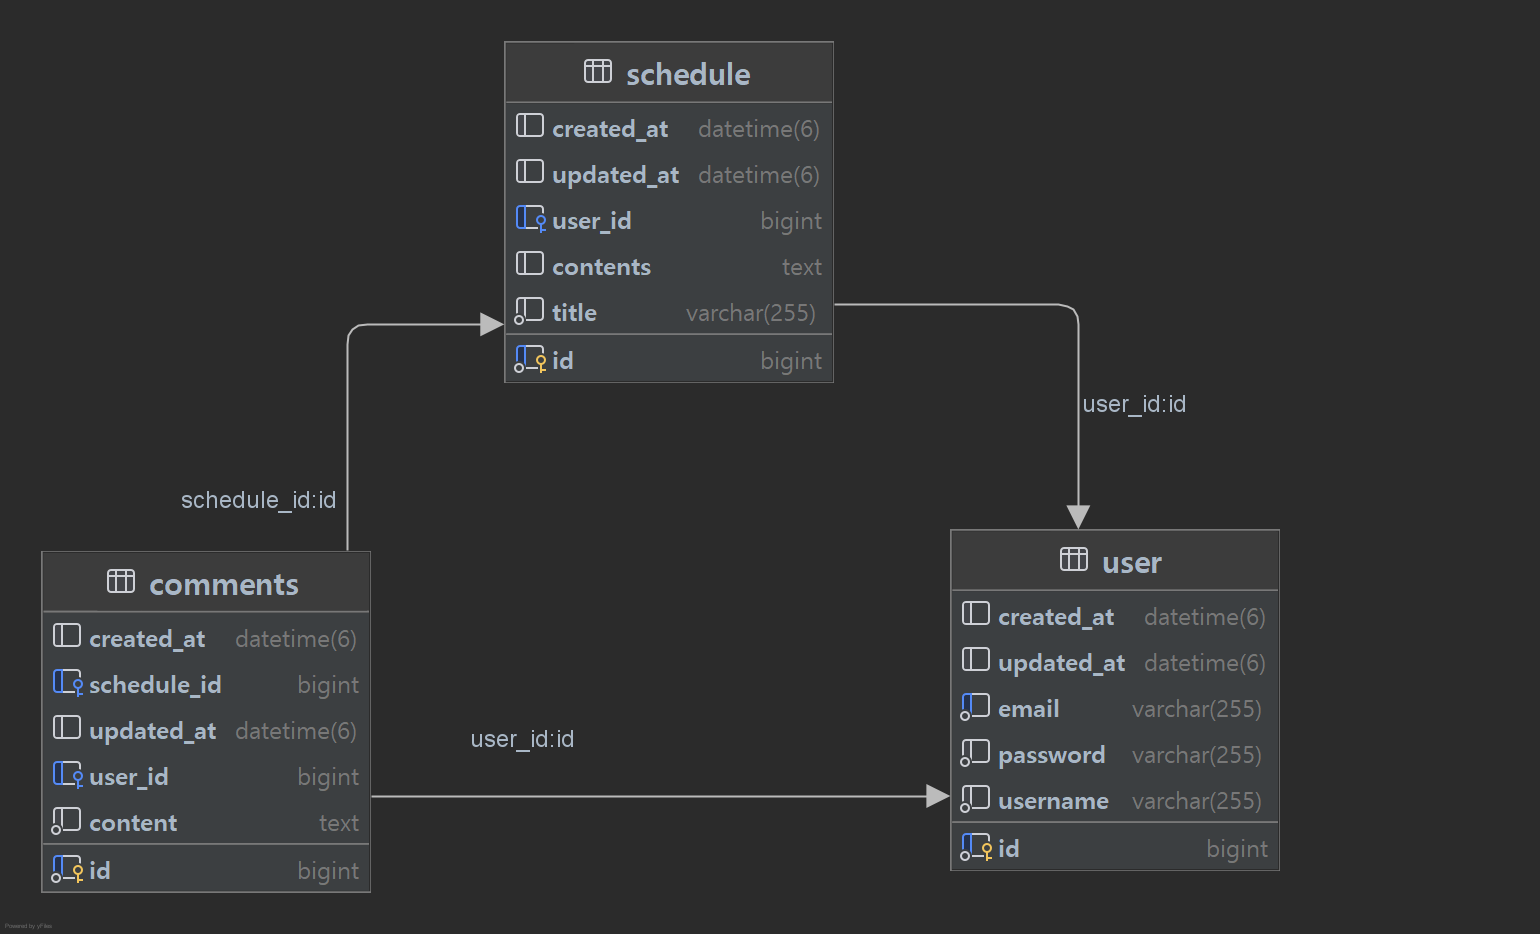 schedule
created_at datetime(6)
updated_at datetime(6)
user_id bigint
contents text
title varchar(255)
id bigint
user_id:id
schedule_id:id
comments
created_at datetime(6)
schedule_id bigint
updated_at datetime(6)
user_id bigint
content text
id bigint
user_id:id
user
created_at datetime(6)
updated_at datetime(6)
email varchar(255)
password varchar(255)
username varchar(255)
id bigint
Powered by yFiles